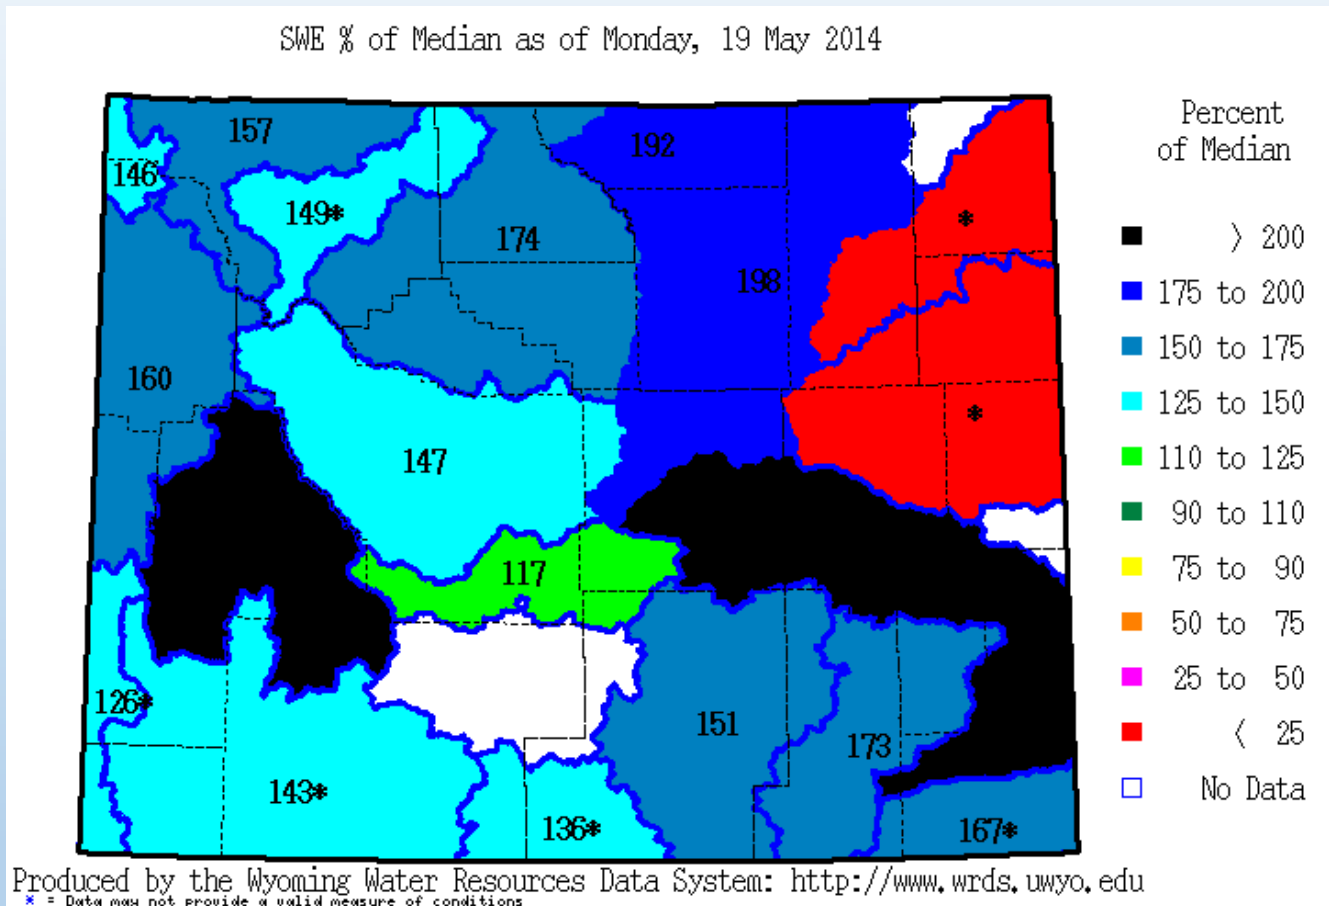 SWE % of Median as of Monday, 19 May 2014
Percent
of Median
> 200
175 to 200
150 to 175
125 to 150
110 to 125
90 to 110
75 to 90
50 to 75
25 to 50
< 25
No Data
157
192
146
149*
*
174
198
160
*
147
117
126*
151
173
143*
136*
167*
Produced by the Wyoming Water Resources Data System: http://www.wrds.uwyo.edu
* = Data may not provide a valid measure of conditions